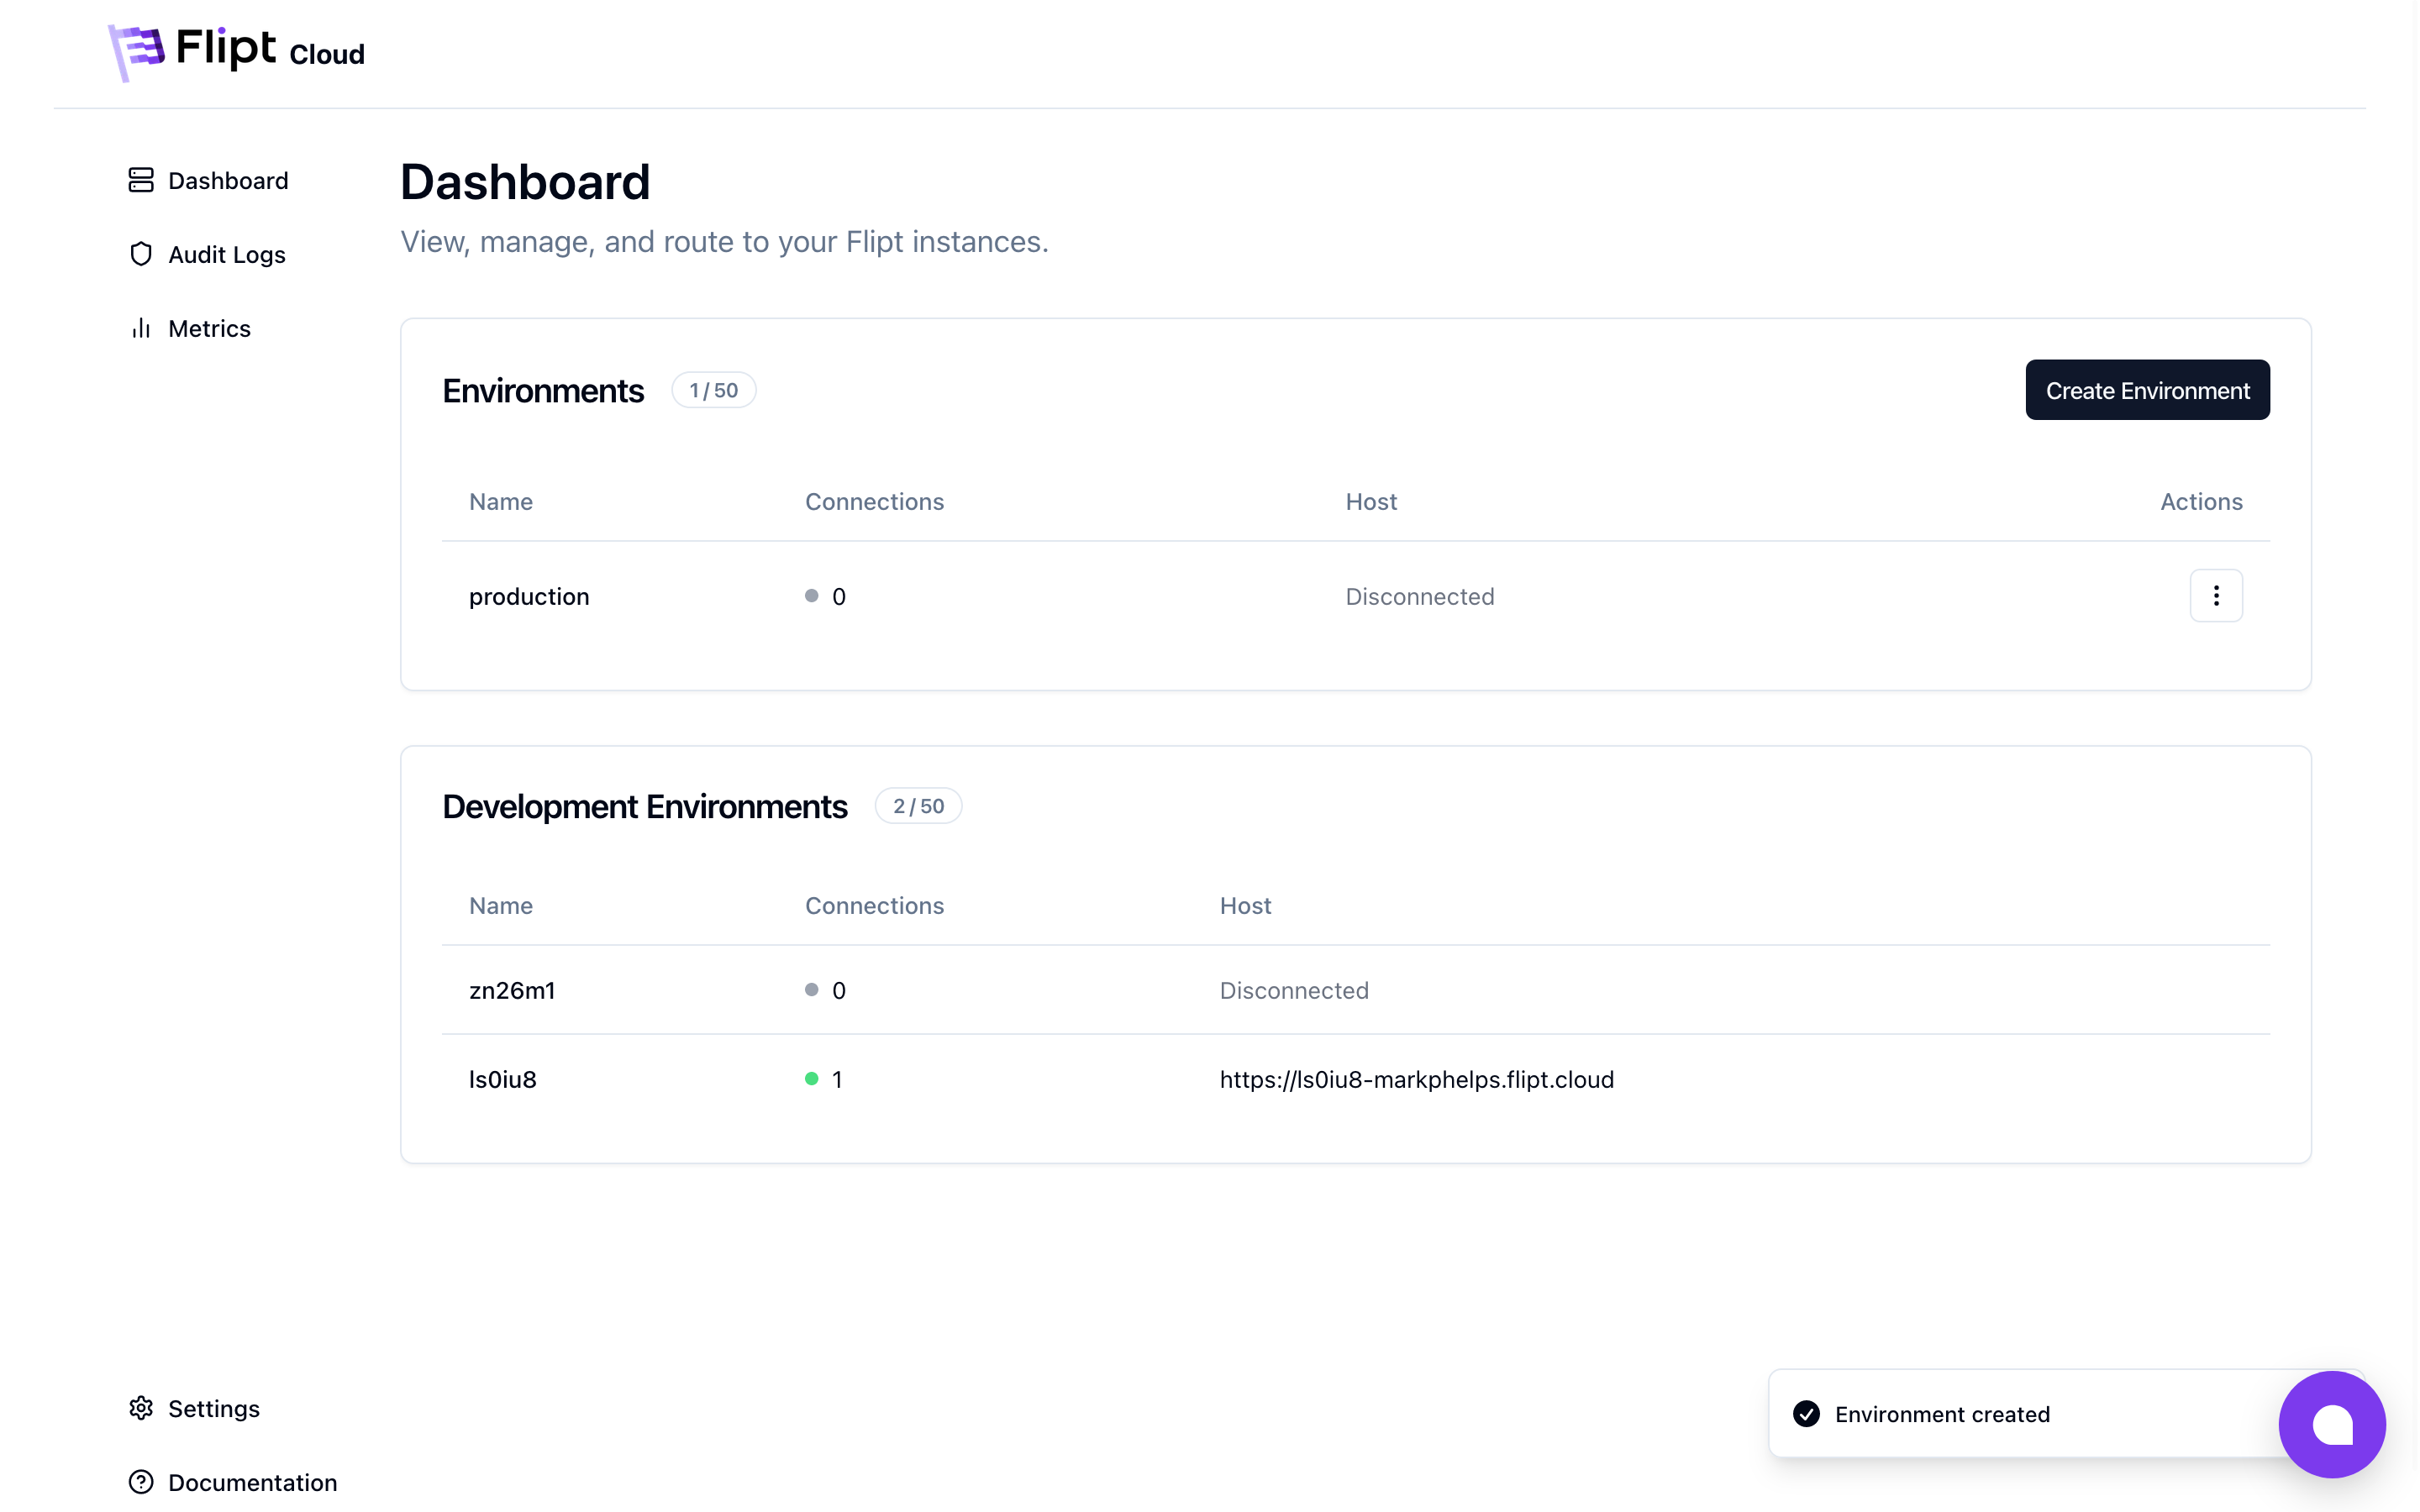 Flipt Cloud
Dashboard
Audit Logs
Metrics
Dashboard
View, manage, and route to your Flipt instances.
Environments 1 / 50 Create Environment
Name Connections Host Actions
production 0 Disconnected
Development Environments 2 / 50
Name Connections Host
zn26m1 0 Disconnected
ls0iu8 1 https://ls0iu8-markphelps.flipt.cloud
Settings
Documentation
Environment created